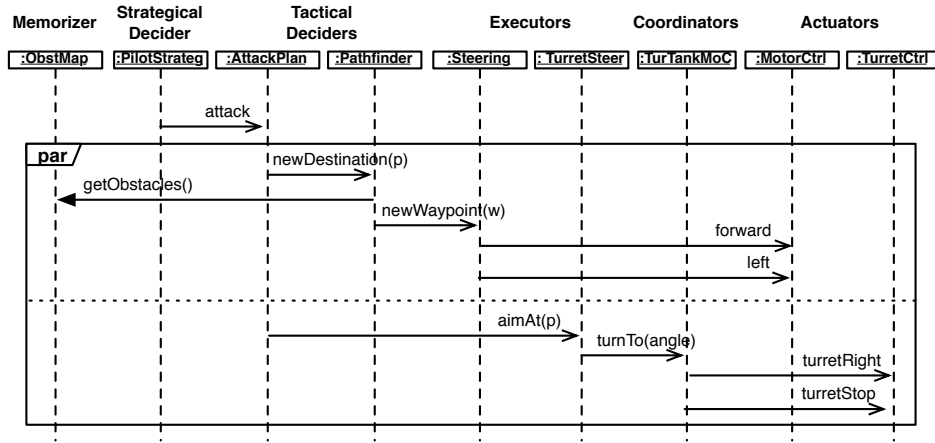 Memorizer
Strategical
Decider
Tactical
Deciders
Executors
Coordinators
Actuators
:ObstMap
:PilotStrateg
:AttackPlan
:Pathfinder
:Steering
: TurretSteer
:TurTankMoC
:MotorCtrl
:TurretCtrl
attack
par
newDestination(p)
getObstacles()
newWaypoint(w)
forward
left
aimAt(p)
turnTo(angle)
turretRight
turretStop